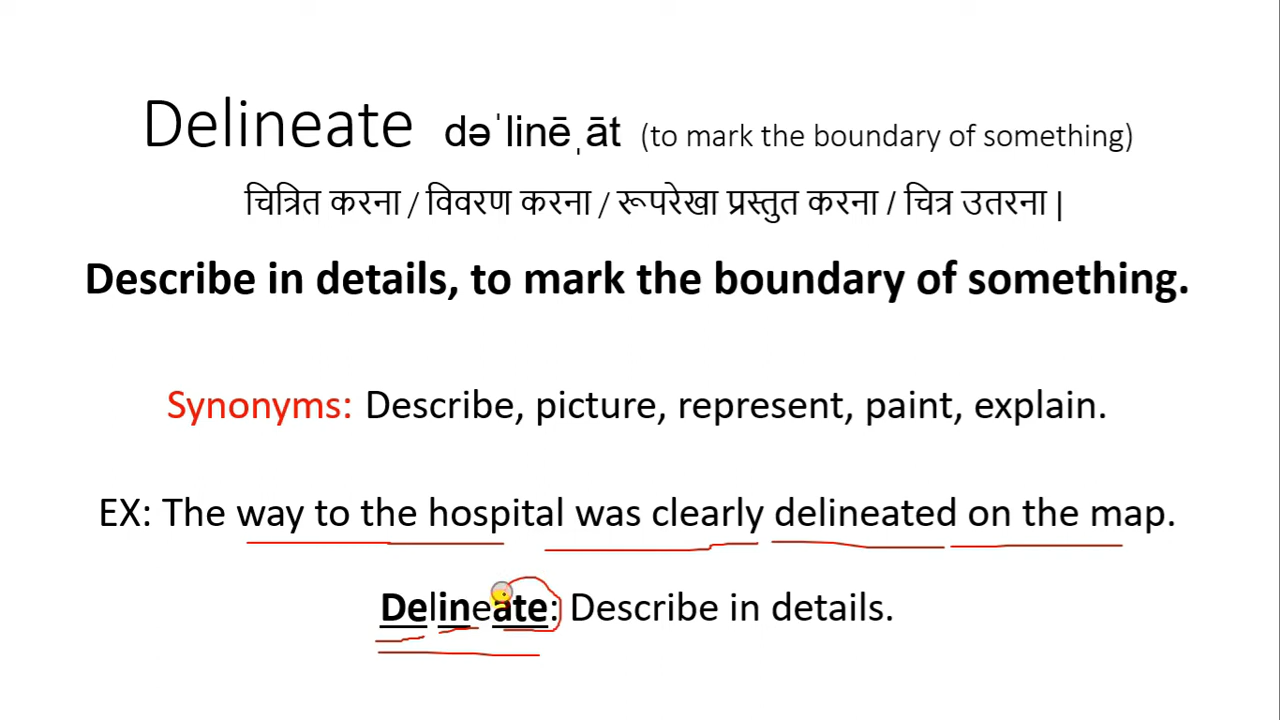 Delineate dəˈlinēˌāt (to mark the boundary of something)
चित्रित करना / विवरण करना / रूपरेखा प्रस्तुत करना / चित्र उतरना |
Describe in details, to mark the boundary of something.
Synonyms: Describe, picture, represent, paint, explain.
EX: The way to the hospital was clearly delineated on the map.
Delineate: Describe in details.